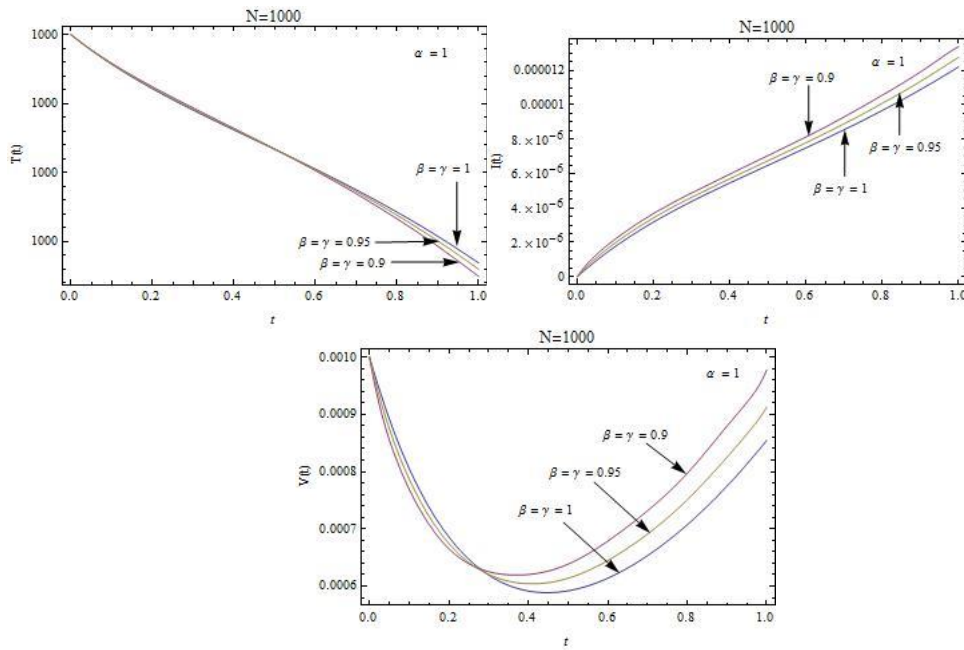 N=1000
1000
α = 1
1000
T(t)
1000
β = γ = 1
1000
β = γ = 0.95
β = γ = 0.9
0.0 0.2 0.4 0.6 0.8 1.0
t
N=1000
α = 1
0.000012
β = γ = 0.9
0.00001
8. × 10⁻⁶
I(t)
β = γ = 0.95
6. × 10⁻⁶
β = γ = 1
4. × 10⁻⁶
2. × 10⁻⁶
0
0.0 0.2 0.4 0.6 0.8 1.0
t
N=1000
0.0010
α = 1
0.0009
β = γ = 0.9
V(t)
0.0008
β = γ = 0.95
β = γ = 1
0.0007
0.0006
0.0 0.2 0.4 0.6 0.8 1.0
t